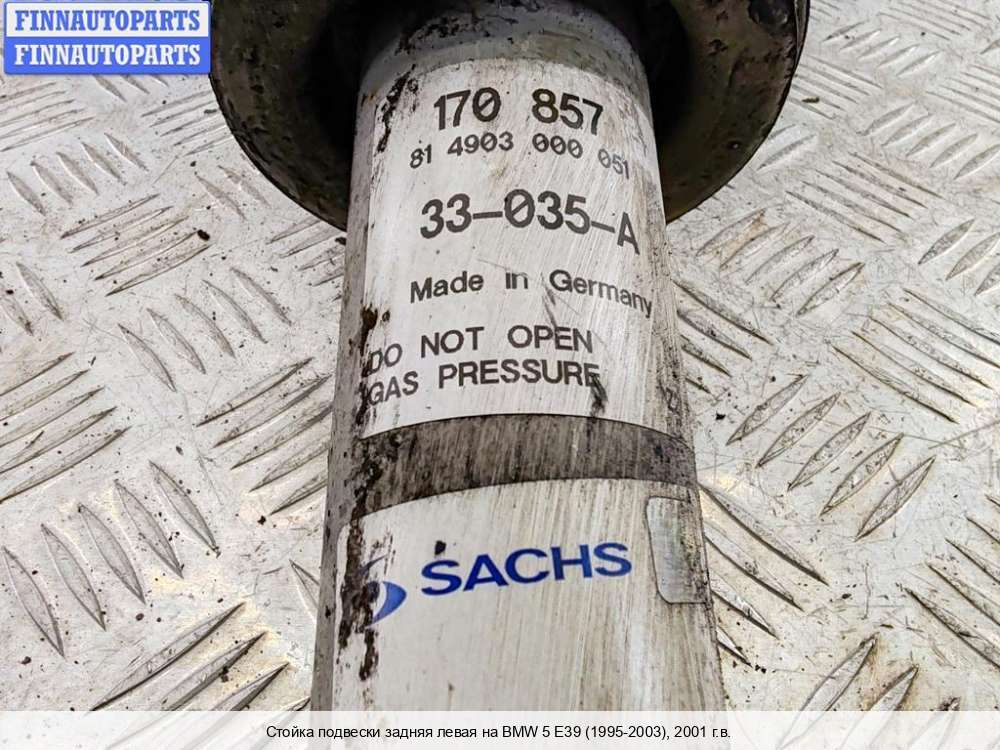 FINNAUTOPARTS
FINNAUTOPARTS
170 857
81 4903 000 051
33-035-A
Made in Germany
DO NOT OPEN
GAS PRESSURE
SACHS
Стойка подвески задняя левая на BMW 5 E39 (1995-2003), 2001 г.в.